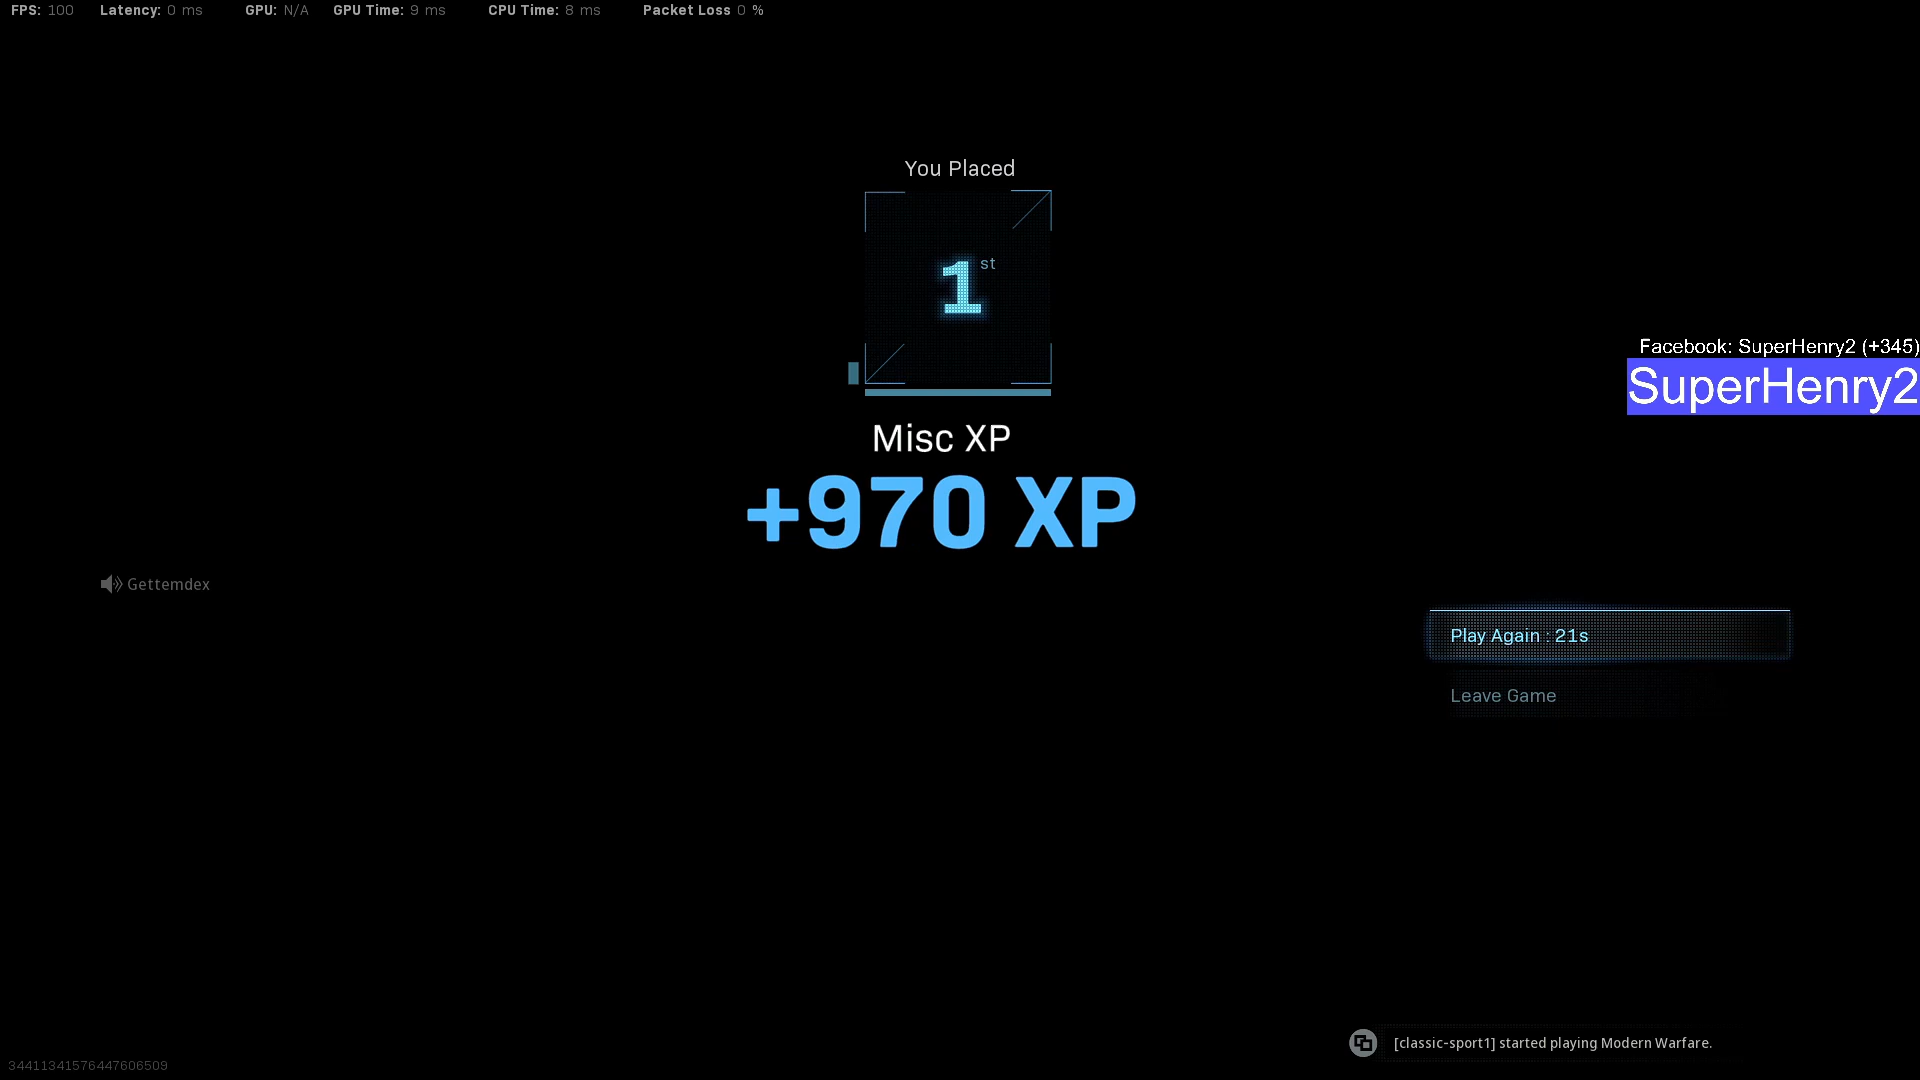 FPS: 100 Latency: 0 ms GPU: N/A GPU Time: 9 ms CPU Time: 8 ms Packet Loss 0 %
You Placed
1st
Facebook: SuperHenry2 (+345)
SuperHenry2
Misc XP
+970 XP
Gettemdex
Play Again : 21s
Leave Game
[classic-sport1] started playing Modern Warfare.
34411341576447606509